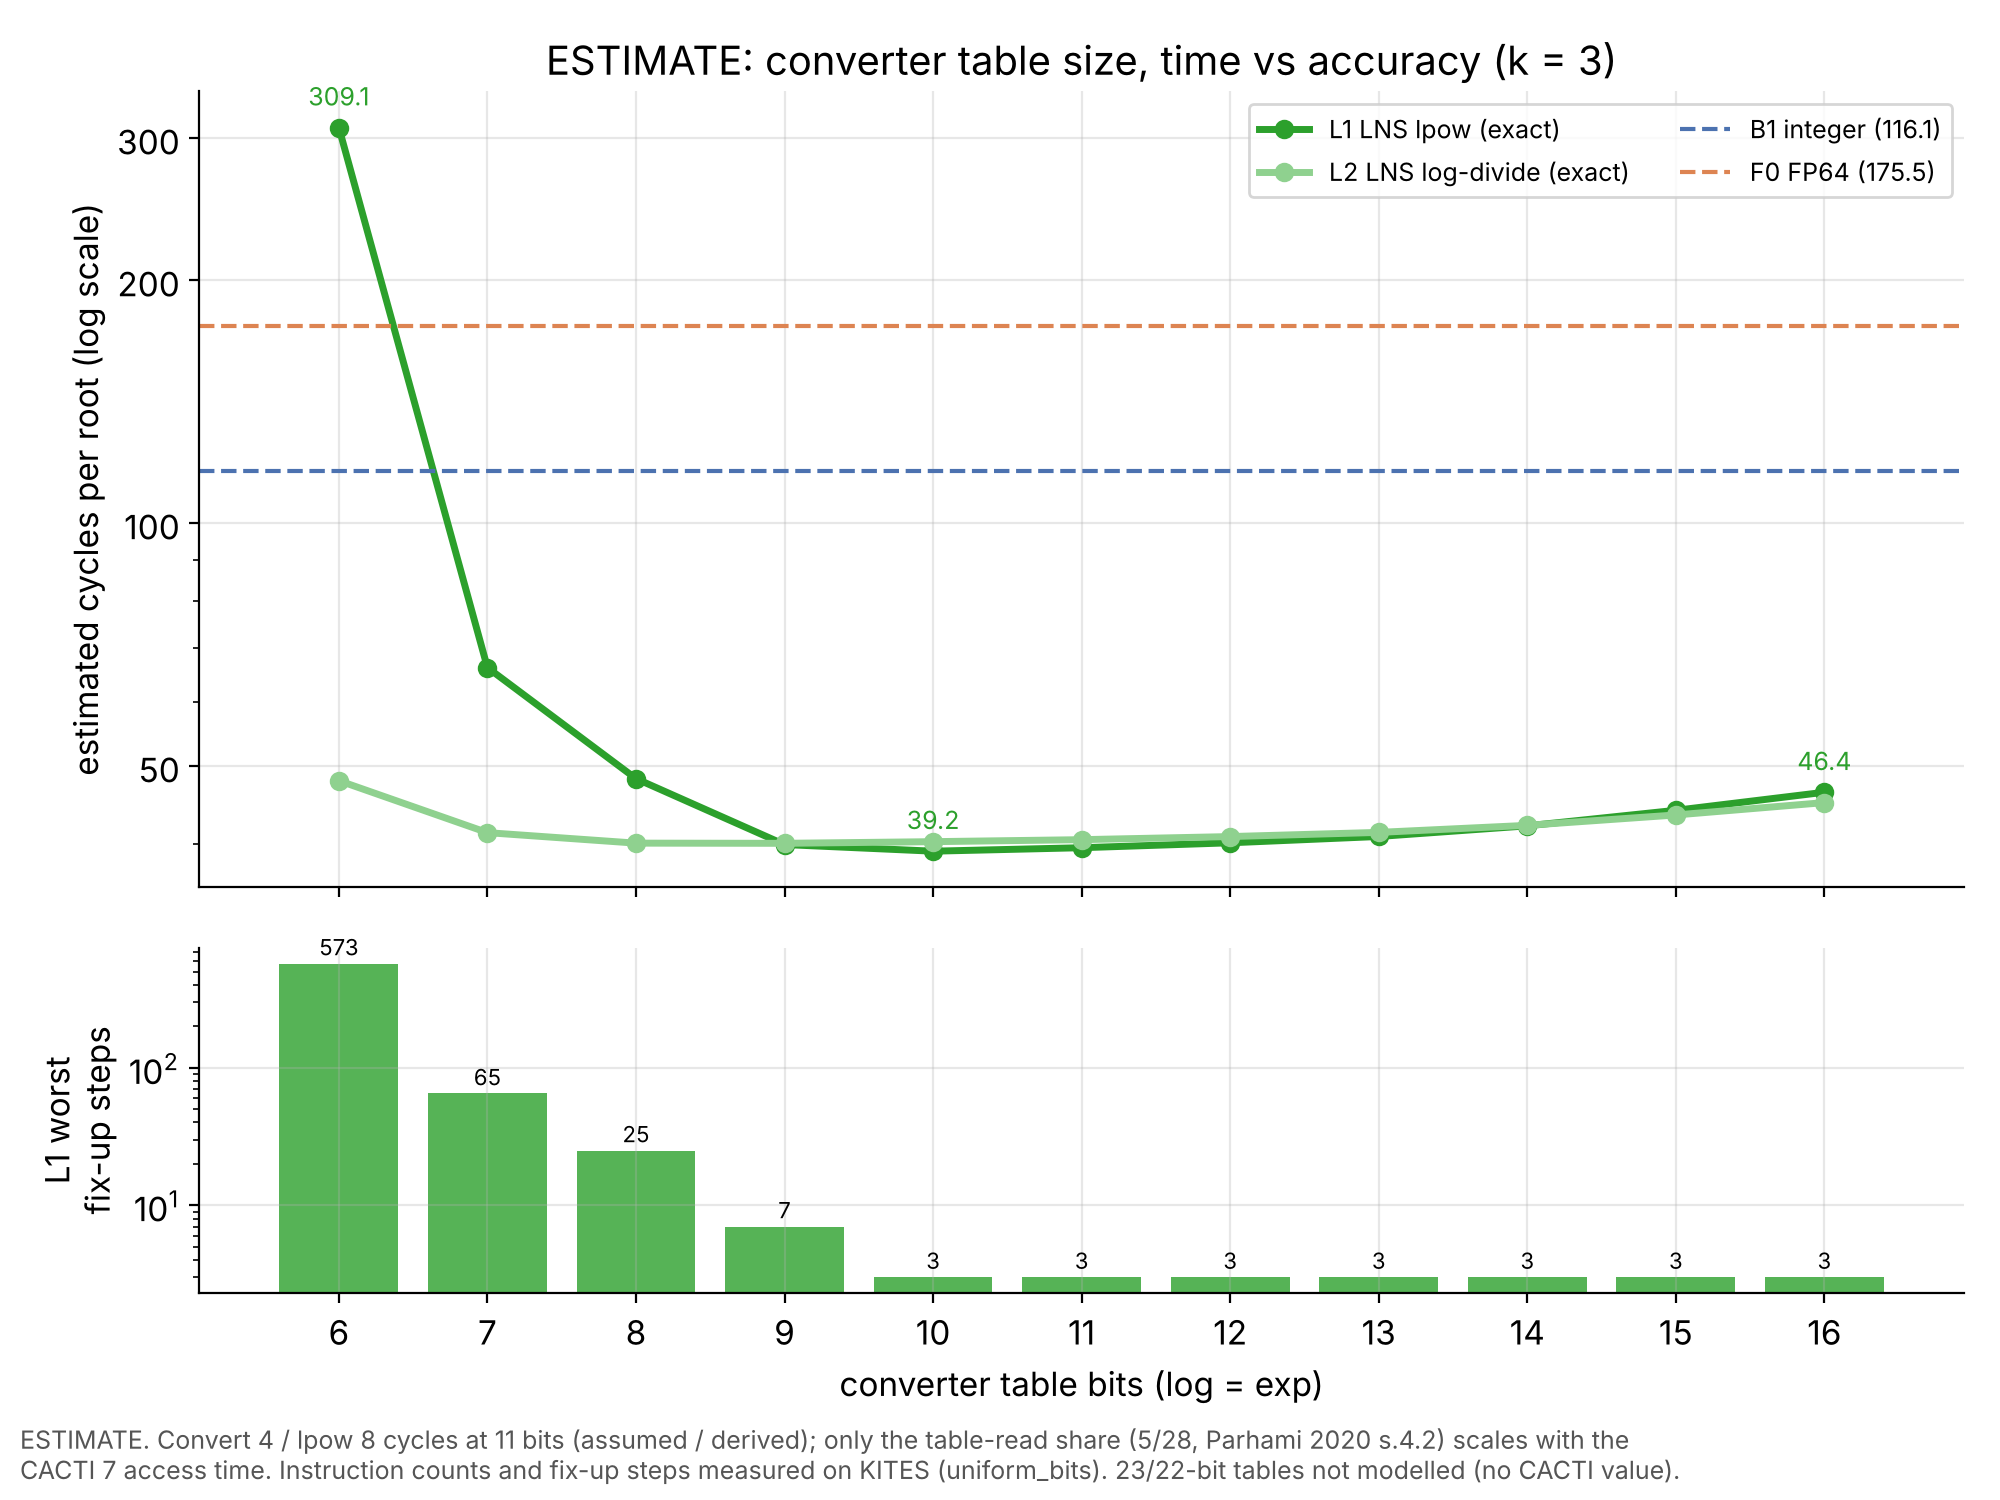 ESTIMATE: converter table size, time vs accuracy (k = 3)
309.1
L1 LNS lpow (exact)
L2 LNS log-divide (exact)
B1 integer (116.1)
F0 FP64 (175.5)
300
200
100
50
estimated cycles per root (log scale)
39.2
46.4
573
65
25
7
3
3
3
3
3
3
3
10²
10¹
L1 worst
fix-up steps
6
7
8
9
10
11
12
13
14
15
16
converter table bits (log = exp)
ESTIMATE. Convert 4 / lpow 8 cycles at 11 bits (assumed / derived); only the table-read share (5/28, Parhami 2020 s.4.2) scales with the
CACTI 7 access time. Instruction counts and fix-up steps measured on KITES (uniform_bits). 23/22-bit tables not modelled (no CACTI value).